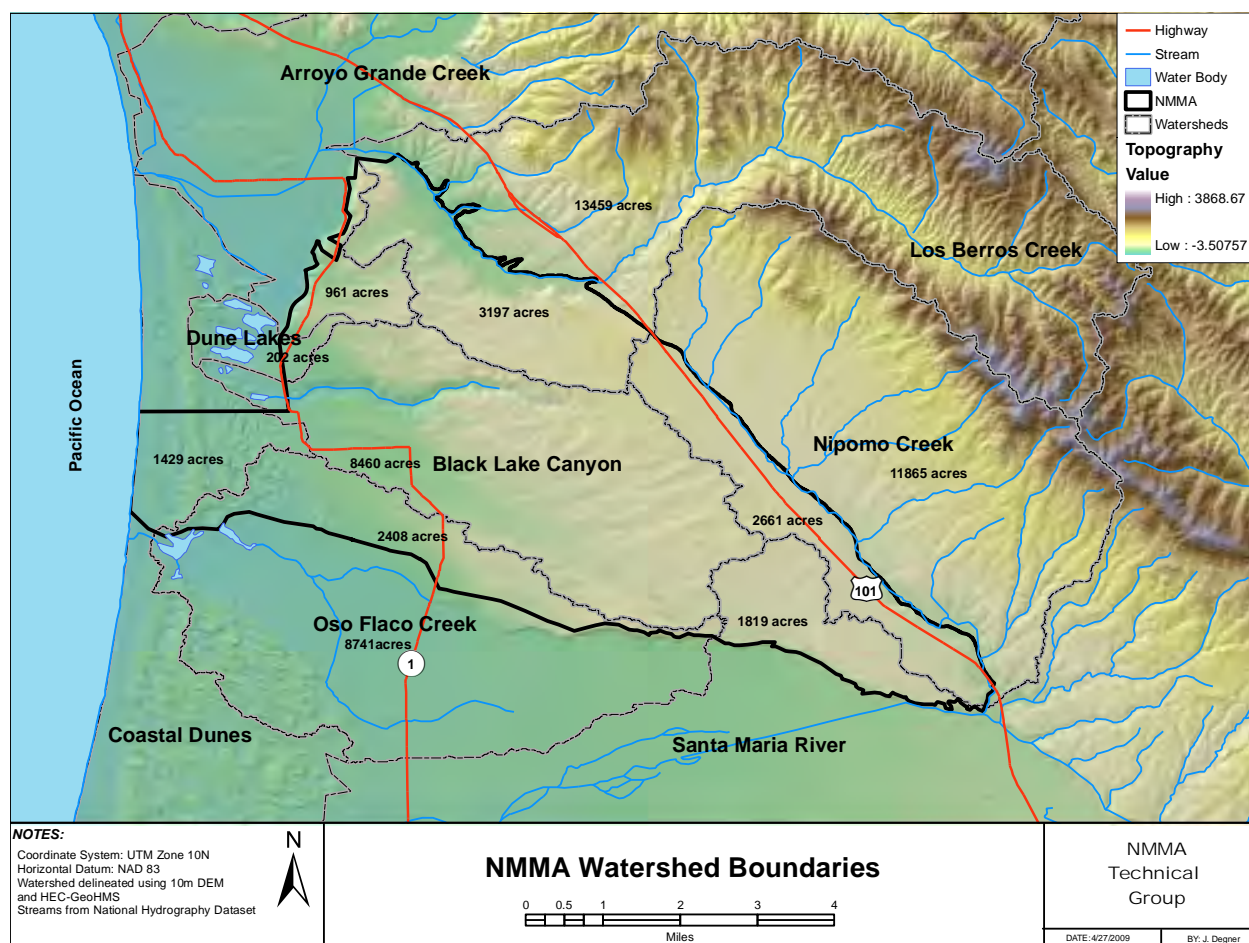 Highway
Stream
Water Body
NMMA
Watersheds
Topography
Value
High : 3868.67
Low : -3.50757
Arroyo Grande Creek
13459 acres
Los Berros Creek
961 acres
3197 acres
Dune Lakes
202 acres
Pacific Ocean
1429 acres
8460 acres
Black Lake Canyon
Nipomo Creek
11865 acres
2661 acres
2408 acres
101
1819 acres
Oso Flaco Creek
8741acres
1
Coastal Dunes
Santa Maria River
NOTES:
Coordinate System: UTM Zone 10N
Horizontal Datum: NAD 83
Watershed delineated using 10m DEM
and HEC-GeoHMS
Streams from National Hydrography Dataset
N
NMMA Watershed Boundaries
0 0.5 1 2 3 4
Miles
NMMA
Technical
Group
DATE:4/27/2009
BY: J. Degner